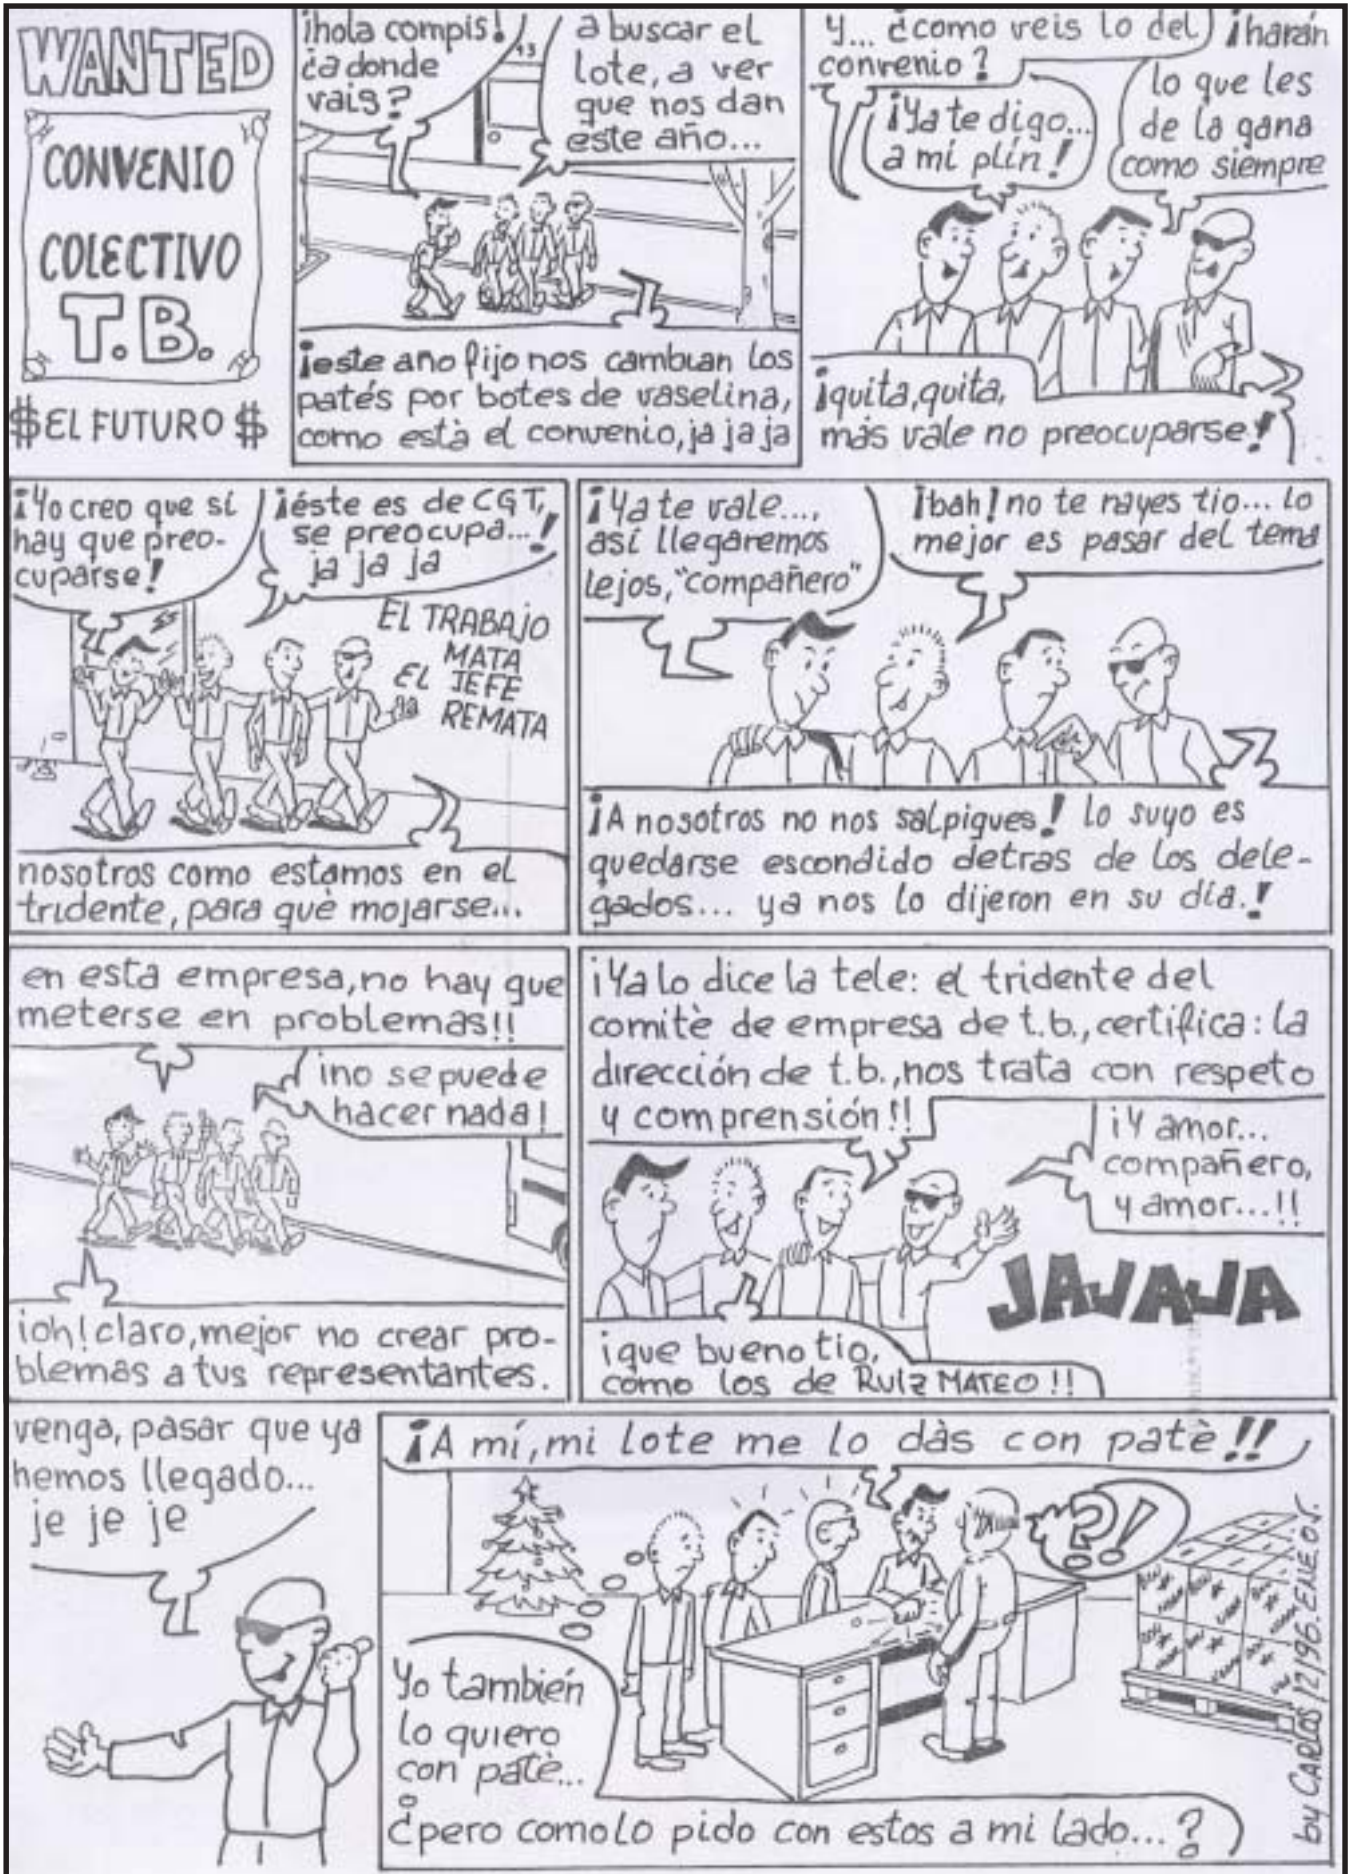 WANTED
CONVENIO
COLECTIVO
T.B.
$EL FUTURO$
¡hola compis!
¿a donde
vais?
a buscar el
lote, a ver
que nos dan
este año...
¡este año fijo nos cambian los
patés por botes de vaselina,
como està el convenio, ja ja ja
y... ¿como veis lo del
convenio?
¡Ya te digo...
a mi plín!
¡harán
lo que les
de la gana
como siempre
¡quita, quita,
más vale no preocuparse!
¡Yo creo que sí
hay que preo-
cuparse!
¡éste es de CGT,
se preocupa...!
ja ja ja
EL TRABAJO
MATA
EL JEFE
REMATA
nosotros como estamos en el
tridente, para què mojarse...
¡Ya te vale...,
así llegaremos
lejos, "compañero"
¡bah! no te rayes tio... lo
mejor es pasar del tema
¡A nosotros no nos salpigues! lo suyo es
quedarse escondido detras de los dele-
gados... ya nos lo dijeron en su día.!
en esta empresa, no hay que
meterse en problemas!!
¡no se puede
hacer nada!
¡oh! claro, mejor no crear pro-
blemas a tus representantes.
¡Ya lo dice la tele: el tridente del
comitè de empresa de t.b., certifica: la
dirección de t.b., nos trata con respeto
y comprensión!!
¡Y amor...
compañero,
y amor...!!
JAJAJA
¡que bueno tio,
como los de RUIZ MATEO!!
venga, pasar que ya
hemos llegado...
je je je
¡A mí, mi lote me lo dàs con patè!!
?!
Yo también
lo quiero
con patè...
¿pero como lo pido con estos a mi lado...?
by CARLOS 12196. ENE.05.